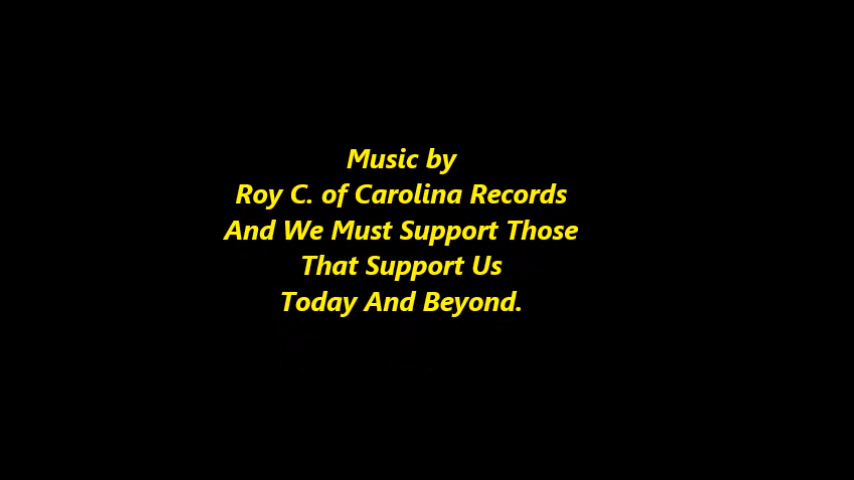 Music by
Roy C. of Carolina Records
And We Must Support Those
That Support Us
Today And Beyond.